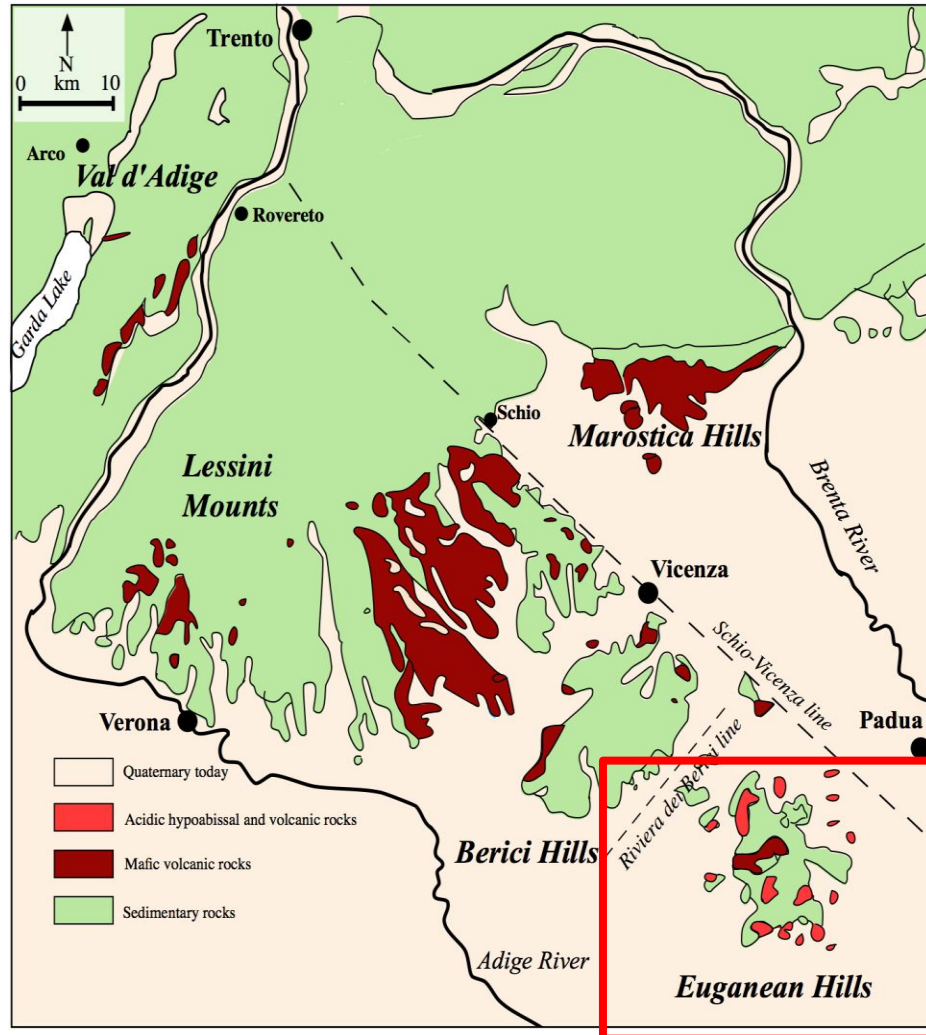 Trento
N
km
0 10
Arco
Val d'Adige
Rovereto
Garda Lake
Schio
Marostica Hills
Lessini
Mounts
Brenta River
Vicenza
Schio-Vicenza line
Verona
Padua
Riviera dei Berici line
Quaternary today
Acidic hypoabissal and volcanic rocks
Mafic volcanic rocks
Sedimentary rocks
Berici Hills
Adige River
Euganean Hills